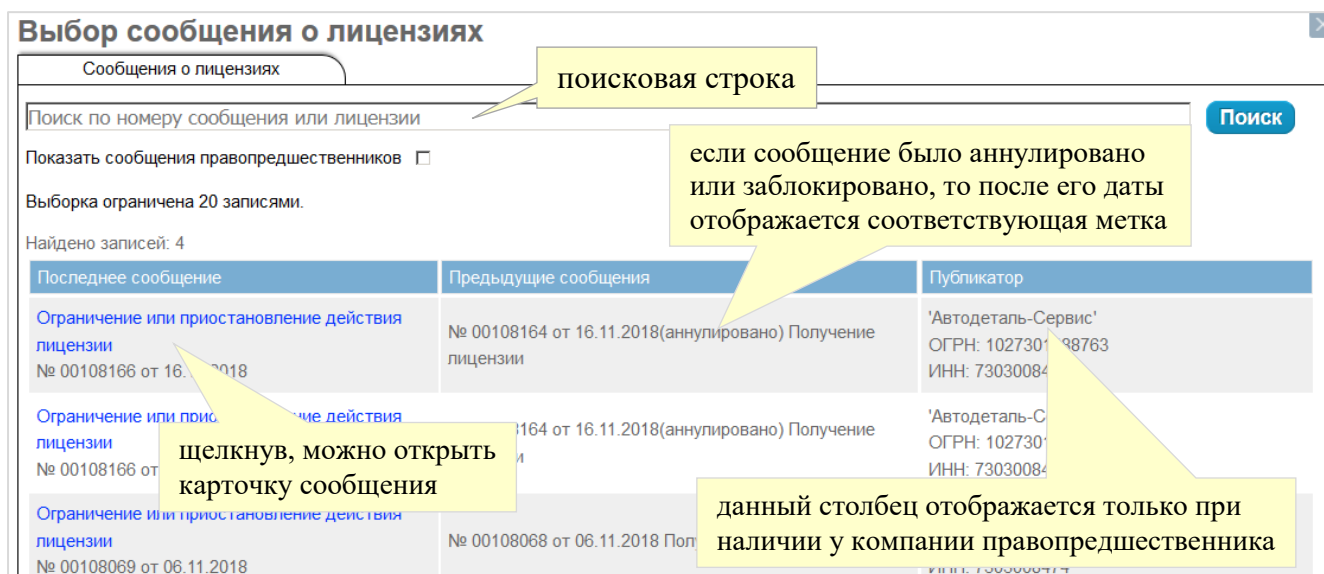 Выбор сообщения о лицензиях
Сообщения о лицензиях
поисковая строка
Поиск по номеру сообщения или лицензии
Поиск
Показать сообщения правопредшественников
если сообщение было аннулировано
или заблокировано, то после его даты
отображается соответствующая метка
Выборка ограничена 20 записями.
Найдено записей: 4
Последнее сообщение
Предыдущие сообщения
Публикатор
Ограничение или приостановление действия
лицензии
№ 00108166 от 16.
2018
№ 00108164 от 16.11.2018(аннулировано) Получение
лицензии
'Автодеталь-Сервис'
ОГРН: 1027301
88763
ИНН: 73030084
Ограничение или
действия
лицензии
№ 00108166 от
164 от 16.11.2018(аннулировано) Получение
'Автодеталь-С
ОГРН: 102730
ИНН: 7303008
щелкнув, можно открыть
карточку сообщения
данный столбец отображается только при
наличии у компании правопредшественника
Ограничение или приостановление действия
лицензии
№ 00108069 от 06.11.2018
№ 00108068 от 06.11.2018